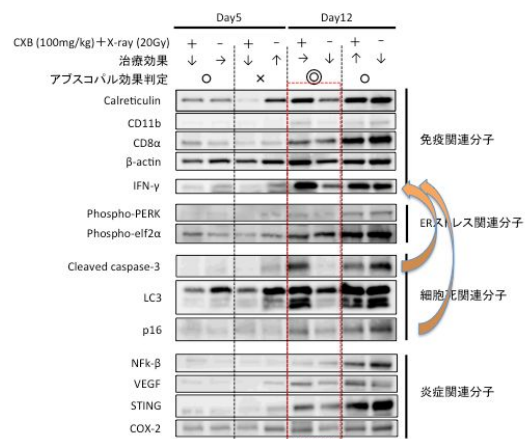 Day5 Day12
CXB (100mg/kg)＋X-ray (20Gy) + - + - + - + -
治療効果 ↓ → ↓ ↑ → ↓ ↑ ↓
アブスコパル効果判定 ○ × ◎ ○
Calreticulin
CD11b
CD8α
β-actin
IFN-γ
免疫関連分子
Phospho-PERK
Phospho-elf2α
ERストレス関連分子
Cleaved caspase-3
LC3
p16
細胞死関連分子
NFk-β
VEGF
STING
COX-2
炎症関連分子